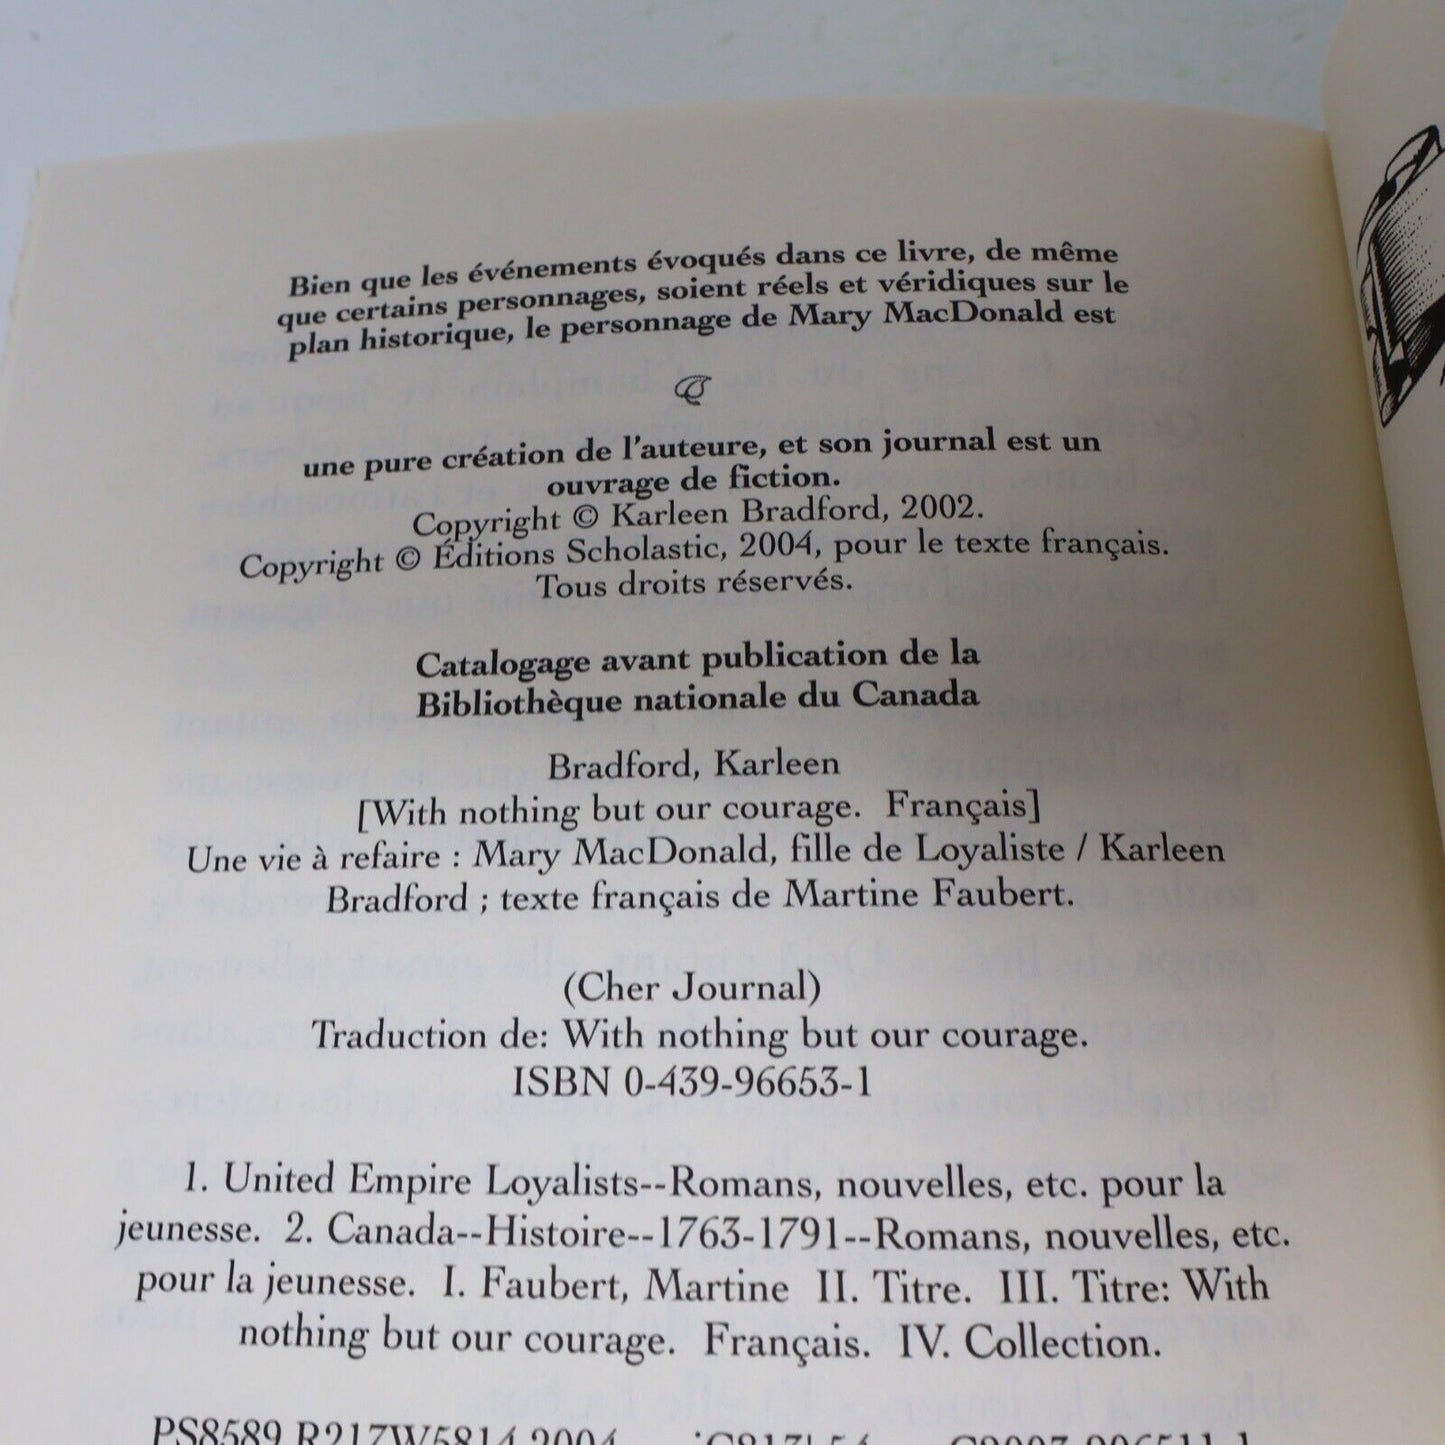 Bien que les événements évoqués dans ce livre, de même
que certains personnages, soient réels et véridiques sur le
plan historique, le personnage de Mary MacDonald est
une pure création de l'auteure, et son journal est un
ouvrage de fiction.
Copyright © Karleen Bradford, 2002.
Copyright © Éditions Scholastic, 2004, pour le texte français.
Tous droits réservés.
Catalogage avant publication de la
Bibliothèque nationale du Canada
Bradford, Karleen
[With nothing but our courage. Français]
Une vie à refaire : Mary MacDonald, fille de Loyaliste / Karleen
Bradford ; texte français de Martine Faubert.
(Cher Journal)
Traduction de: With nothing but our courage.
ISBN 0-439-96653-1
1. United Empire Loyalists--Romans, nouvelles, etc. pour la
jeunesse. 2. Canada--Histoire--1763-1791--Romans, nouvelles, etc.
pour la jeunesse. I. Faubert, Martine II. Titre. III. Titre: With
nothing but our courage. Français. IV. Collection.
PS8589.R217W5814 2004